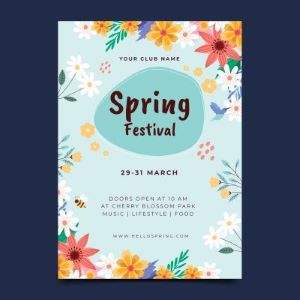 YOUR CLUB NAME
Spring
Festival
29-31 MARCH
DOORS OPEN AT 10 AM
AT CHERRY BLOSSOM PARK
MUSIC | LIFESTYLE | FOOD
WWW.HELLOSPRING.COM